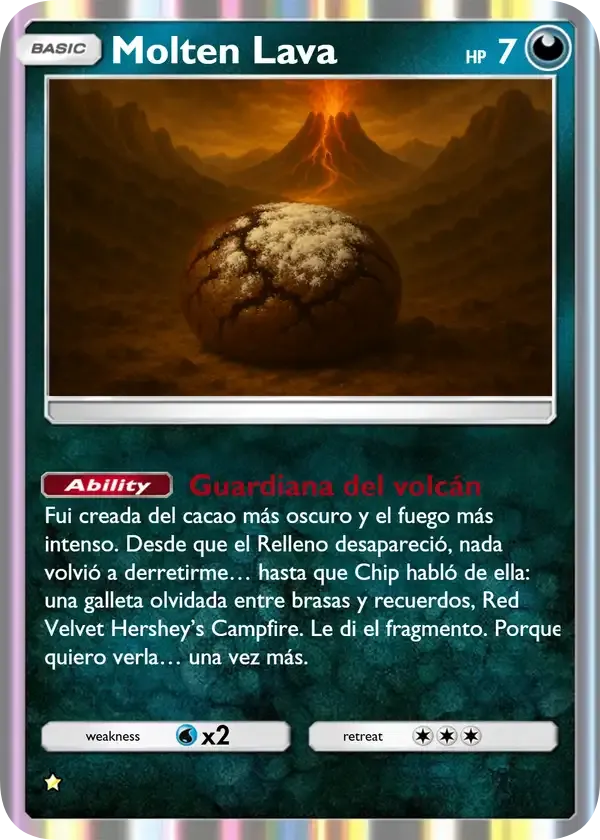 BASIC Molten Lava HP 7
Ability Guardiana del volcán
Fui creada del cacao más oscuro y el fuego más
intenso. Desde que el Relleno desapareció, nada
volvió a derretirme… hasta que Chip habló de ella:
una galleta olvidada entre brasas y recuerdos, Red
Velvet Hershey's Campfire. Le di el fragmento. Porque
quiero verla… una vez más.
weakness x2 retreat